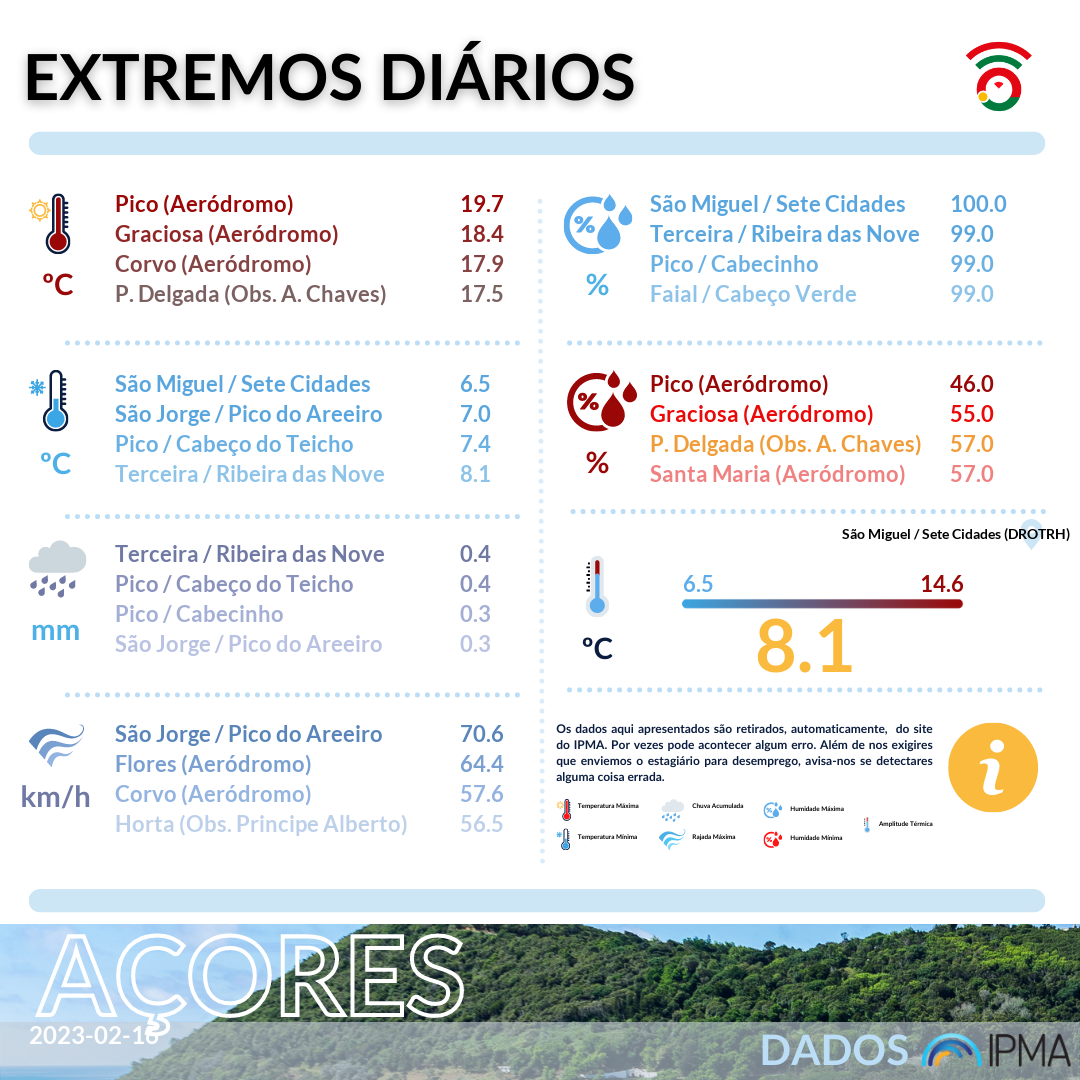 EXTREMOS DIÁRIOS
Pico (Aeródromo) 19.7
Graciosa (Aeródromo) 18.4
Corvo (Aeródromo) 17.9
P. Delgada (Obs. A. Chaves) 17.5
ºC
São Miguel / Sete Cidades 6.5
São Jorge / Pico do Areeiro 7.0
Pico / Cabeço do Teicho 7.4
Terceira / Ribeira das Nove 8.1
ºC
Terceira / Ribeira das Nove 0.4
Pico / Cabeço do Teicho 0.4
Pico / Cabecinho 0.3
São Jorge / Pico do Areeiro 0.3
mm
São Jorge / Pico do Areeiro 70.6
Flores (Aeródromo) 64.4
Corvo (Aeródromo) 57.6
Horta (Obs. Principe Alberto) 56.5
km/h
%
São Miguel / Sete Cidades 100.0
Terceira / Ribeira das Nove 99.0
Pico / Cabecinho 99.0
Faial / Cabeço Verde 99.0
%
%
Pico (Aeródromo) 46.0
Graciosa (Aeródromo) 55.0
P. Delgada (Obs. A. Chaves) 57.0
Santa Maria (Aeródromo) 57.0
%
São Miguel / Sete Cidades (DROTRH)
6.5 14.6
8.1
ºC
Os dados aqui apresentados são retirados, automaticamente, do site
do IPMA. Por vezes pode acontecer algum erro. Além de nos exigires
que enviemos o estagiário para desemprego, avisa-nos se detectares
alguma coisa errada.
i
Temperatura Máxima
Chuva Acumulada
Humidade Máxima
Amplitude Térmica
Temperatura Mínima
Rajada Máxima
Humidade Mínima
AÇORES
2023-02-16
DADOS IPMA